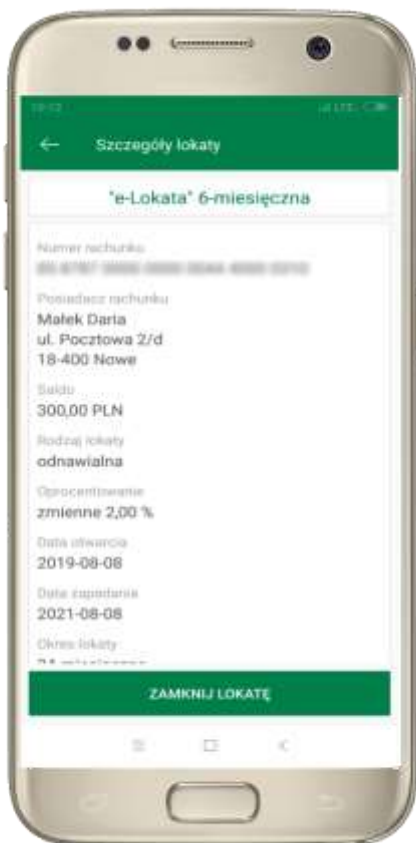 Szczegóły lokaty
"e-Lokata" 6-miesięczna
Numer rachunku
Posiadacz rachunku
Małek Daria
ul. Pocztowa 2/d
18-400 Nowe
Saldo
300,00 PLN
Rodzaj lokaty
odnawialna
Oprocentowanie
zmienne 2,00 %
Data otwarcia
2019-08-08
Data zapadania
2021-08-08
Okres lokaty
ZAMKNIJ LOKATĘ